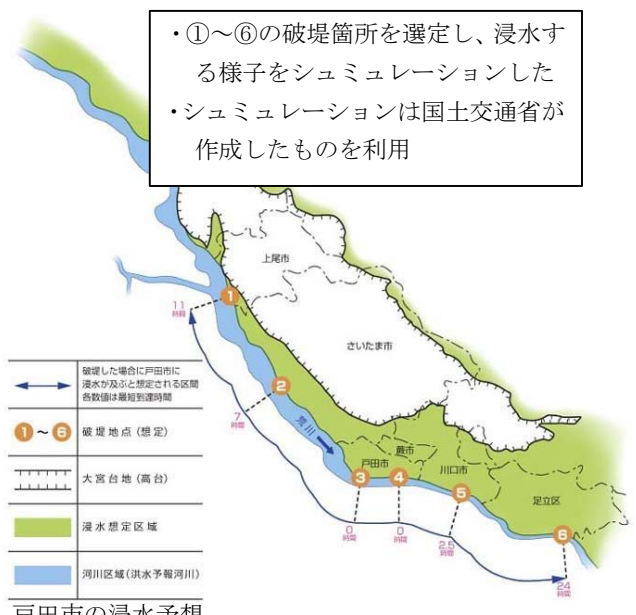 ・①～⑥の破堤箇所を選定し、浸水す
る様子をシュミュレーションした
・シュミュレーションは国土交通省が
作成したものを利用
上尾市
さいたま市
1
11
時間
2
7
時間
荒川
戸田市
蕨市
川口市
足立区
3
4
5
6
0
時間
0
時間
2.5
時間
24
時間
破堤した場合に戸田市に
浸水が及ぶと想定される区間
各数値は最短到達時間
1 ～ 6
破堤地点(想定)
大宮台地(高台)
浸水想定区域
河川区域(洪水予報河川)
戸田市の浸水予想